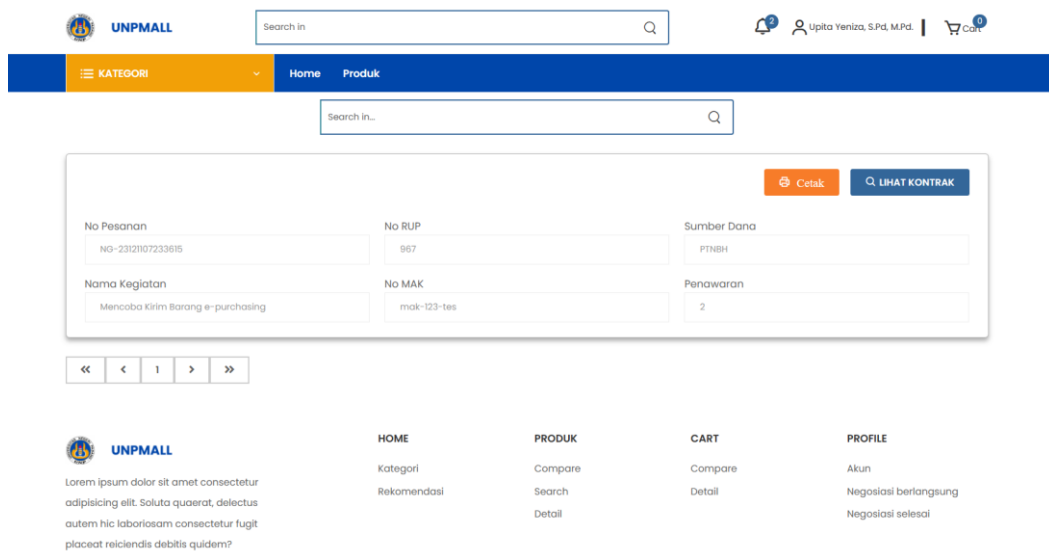 UNPMALL
Search in
2
Upita Yeniza, S.Pd, M.Pd.
Cart
0
KATEGORI
Home
Produk
Search in...
Cetak
LIHAT KONTRAK
No Pesanan
No RUP
Sumber Dana
NG-23121107233615
967
PTNBH
Nama Kegiatan
No MAK
Penawaran
Mencoba Kirim Barang e-purchasing
mak-123-tes
2
1
UNPMALL
Lorem ipsum dolor sit amet consectetur
adipisicing elit. Soluta quaerat, delectus
autem hic laboriosam consectetur fugit
placeat reiciendis debitis quidem?
HOME
Kategori
Rekomendasi
PRODUK
Compare
Search
Detail
CART
Compare
Detail
PROFILE
Akun
Negosiasi berlangsung
Negosiasi selesai